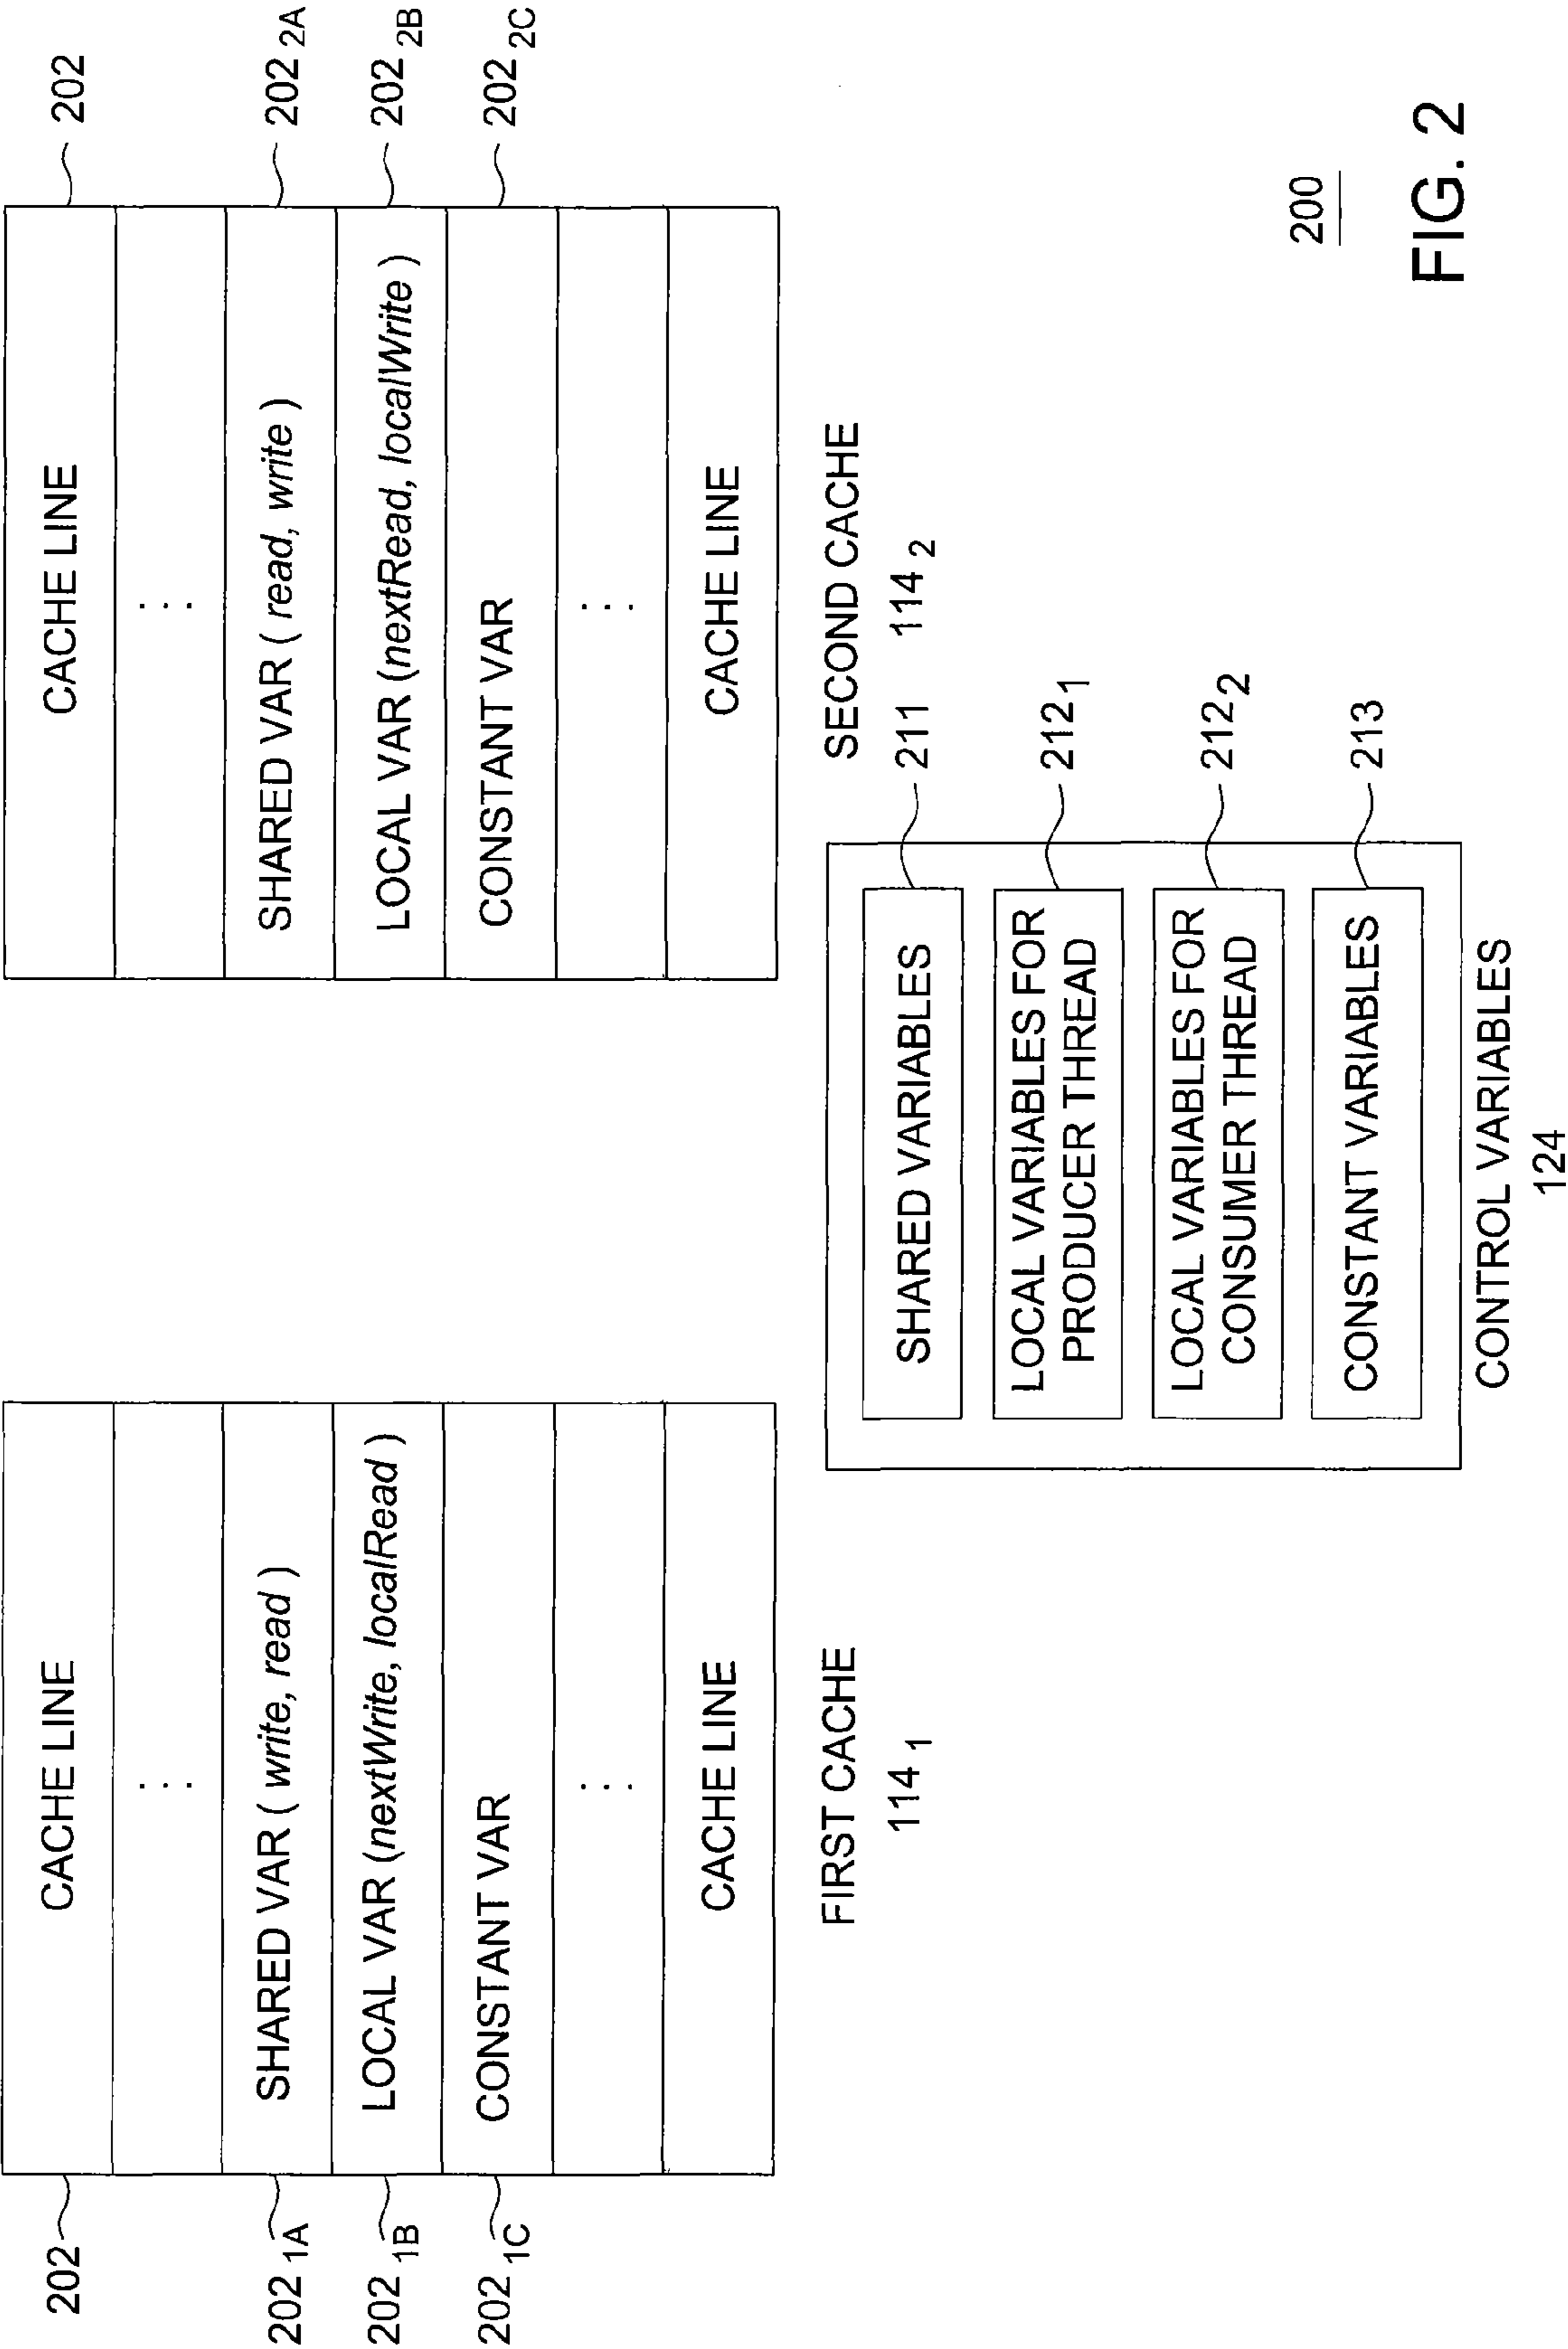 202
CACHE LINE
. . .
202 1A
SHARED VAR ( write, read )
202 1B
LOCAL VAR (nextWrite, localRead )
202 1C
CONSTANT VAR
. . .
CACHE LINE
FIRST CACHE
114 1
CACHE LINE
202
. . .
SHARED VAR ( read, write )
202 2A
LOCAL VAR (nextRead, localWrite )
202 2B
CONSTANT VAR
202 2C
. . .
CACHE LINE
SECOND CACHE
114 2
SHARED VARIABLES
211
LOCAL VARIABLES FOR
PRODUCER THREAD
212 1
LOCAL VARIABLES FOR
CONSUMER THREAD
212 2
CONSTANT VARIABLES
213
CONTROL VARIABLES
124
200
FIG. 2